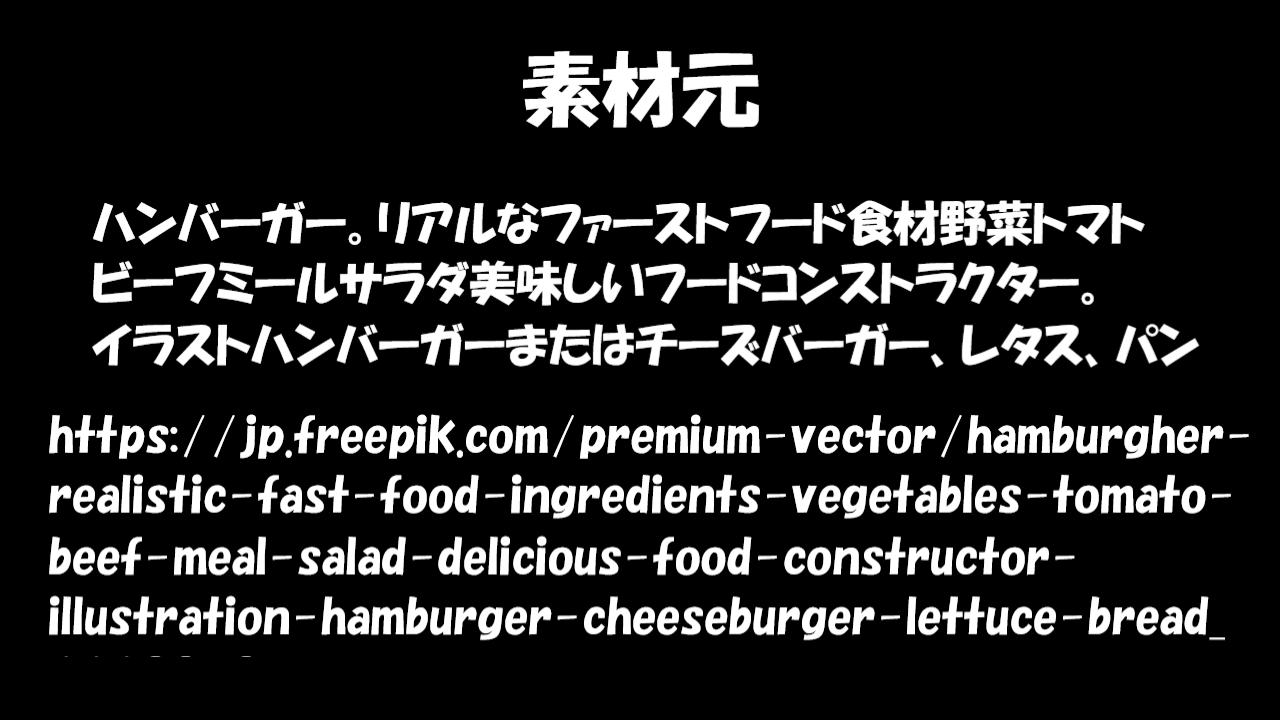 素材元
ハンバーガー。リアルなファーストフード食材野菜トマト
ビーフミールサラダ美味しいフードコンストラクター。
イラストハンバーガーまたはチーズバーガー、レタス、パン
https://jp.freepik.com/premium-vector/hamburgher-
realistic-fast-food-ingredients-vegetables-tomato-
beef-meal-salad-delicious-food-constructor-
illustration-hamburger-cheeseburger-lettuce-bread_